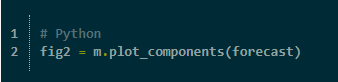 1 # Python
2 fig2 = m.plot_components(forecast)